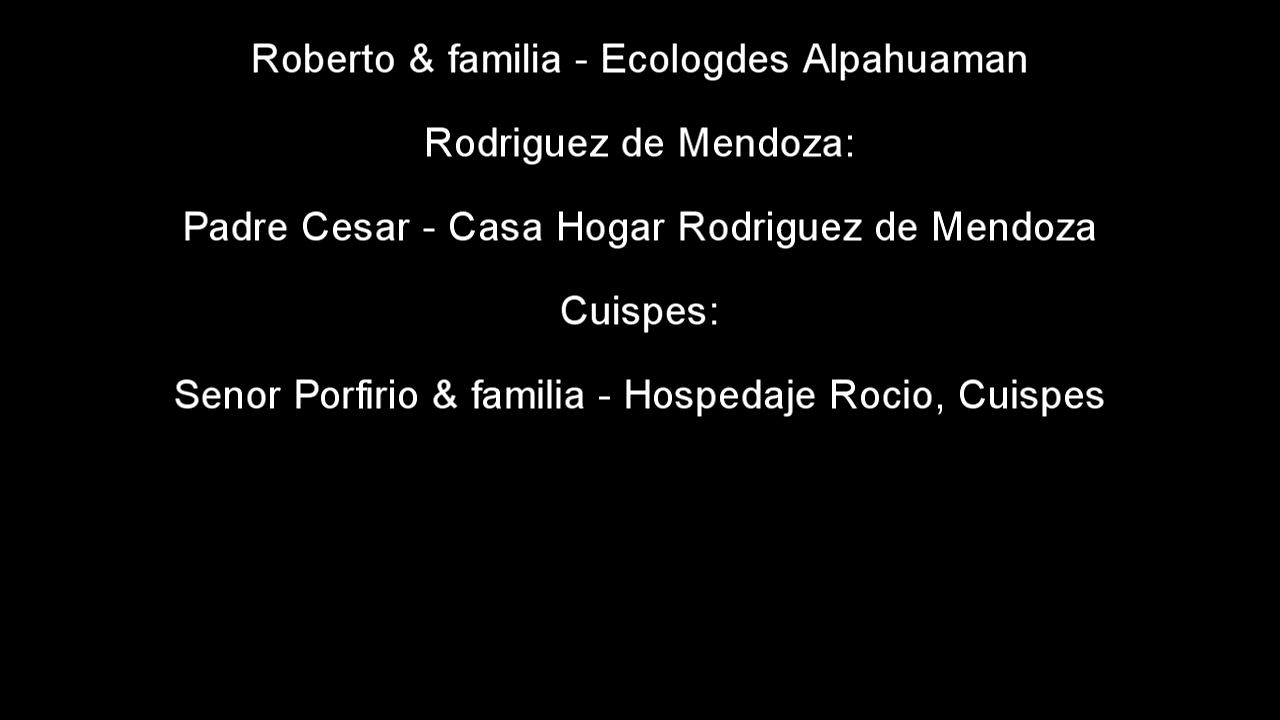 Roberto & familia - Ecologdes Alpahuaman
Rodriguez de Mendoza:
Padre Cesar - Casa Hogar Rodriguez de Mendoza
Cuispes:
Senor Porfirio & familia - Hospedaje Rocio, Cuispes